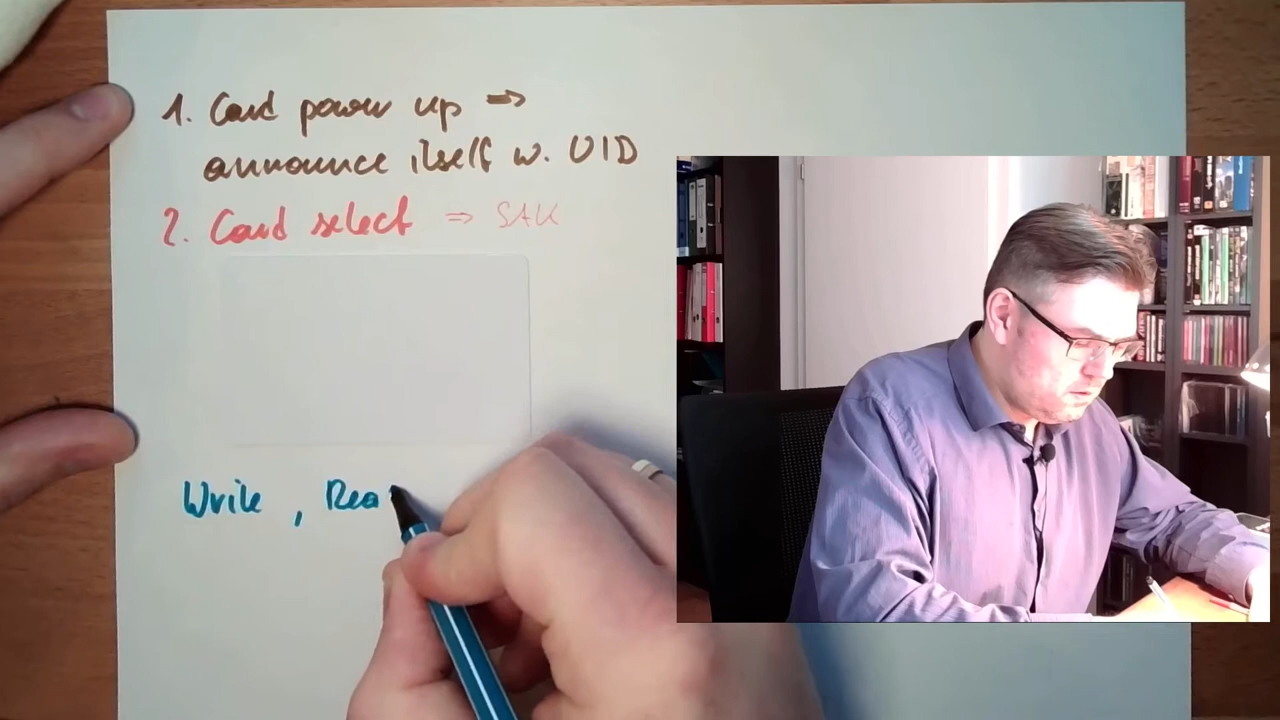 1. Card power up ⇒
announce itself w. UID
2. Card select ⇒ SAK
Write , Rea